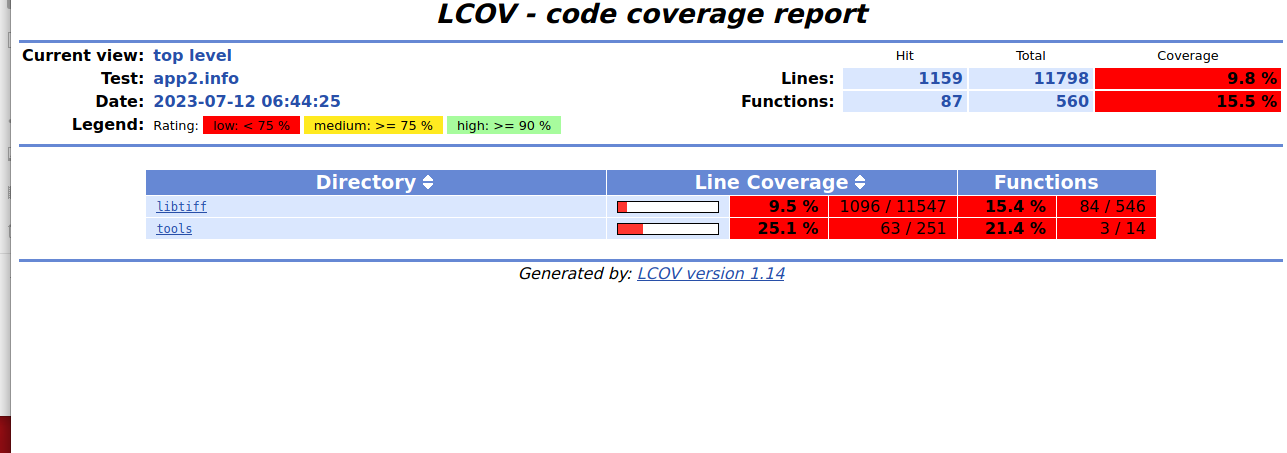 LCOV - code coverage report
Current view: top level Hit Total Coverage
Test: app2.info Lines: 1159 11798 9.8 %
Date: 2023-07-12 06:44:25 Functions: 87 560 15.5 %
Legend: Rating: low: < 75 % medium: >= 75 % high: >= 90 %
Directory Line Coverage Functions
libtiff 9.5 % 1096 / 11547 15.4 % 84 / 546
tools 25.1 % 63 / 251 21.4 % 3 / 14
Generated by: LCOV version 1.14